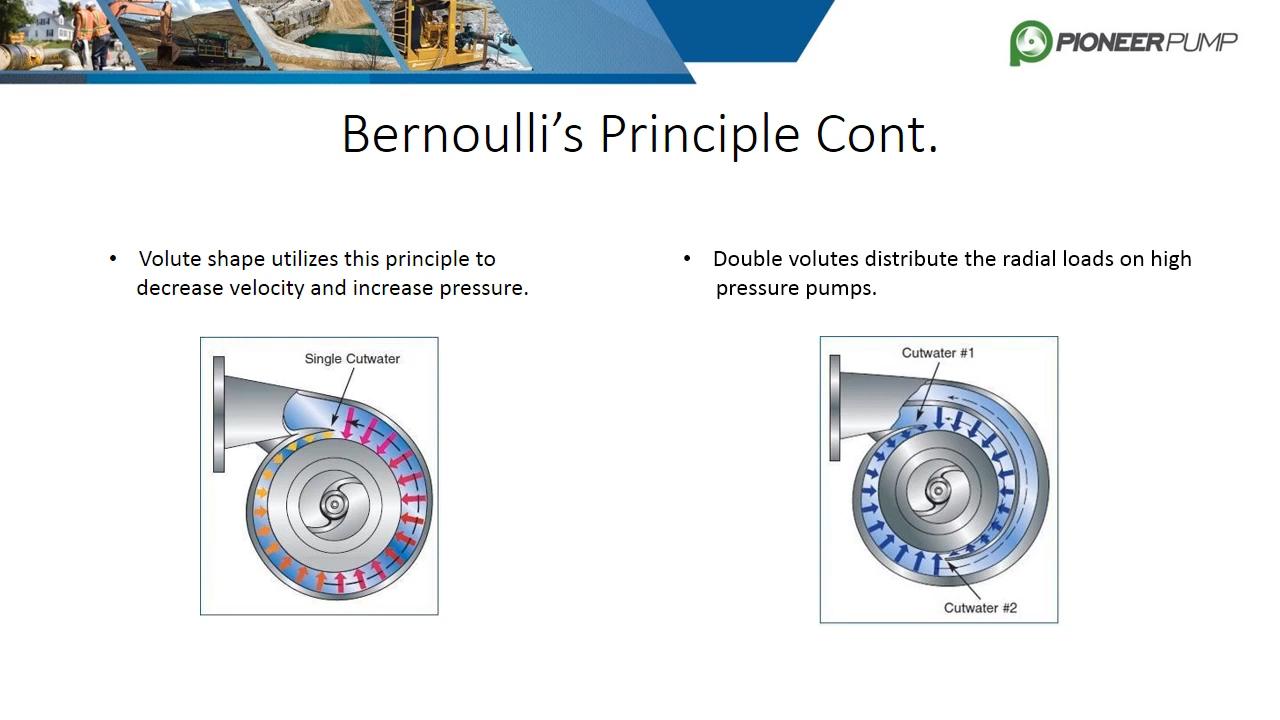 PIONEERPUMP
Bernoulli's Principle Cont.
• Volute shape utilizes this principle to
decrease velocity and increase pressure.
• Double volutes distribute the radial loads on high
pressure pumps.
Single Cutwater
Cutwater #1
Cutwater #2